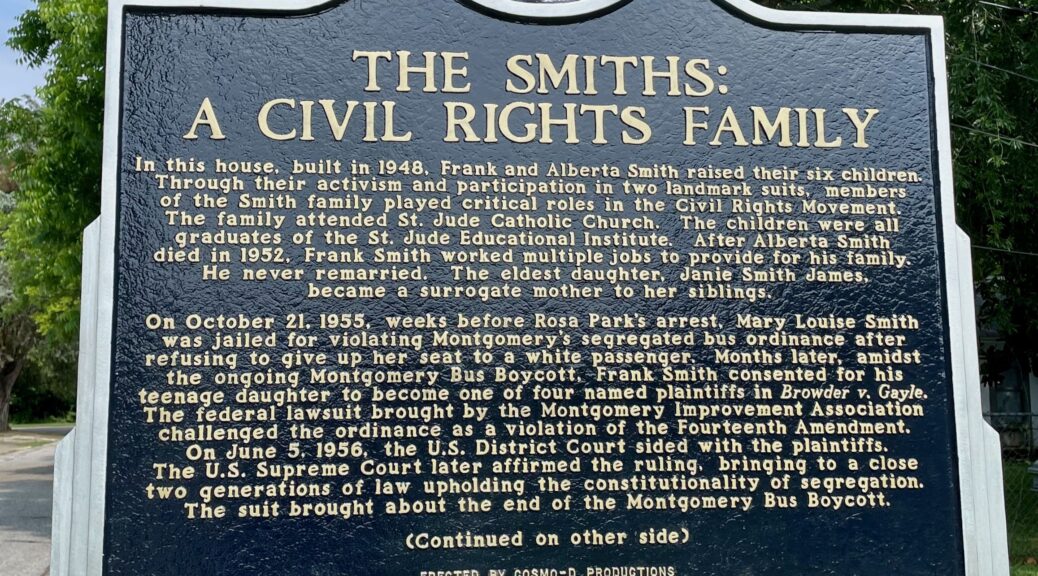 THE SMITHS:
A CIVIL RIGHTS FAMILY
In this house, built in 1948, Frank and Alberta Smith raised their six children.
Through their activism and participation in two landmark suits, members
of the Smith family played critical roles in the Civil Rights Movement.
The family attended St. Jude Catholic Church. The children were all
graduates of the St. Jude Educational Institute. After Alberta Smith
died in 1952, Frank Smith worked multiple jobs to provide for his family.
He never remarried. The eldest daughter, Janie Smith James,
became a surrogate mother to her siblings.
On October 21, 1955, weeks before Rosa Park's arrest, Mary Louise Smith
was jailed for violating Montgomery's segregated bus ordinance after
refusing to give up her seat to a white passenger. Months later, amidst
the ongoing Montgomery Bus Boycott, Frank Smith consented for his
teenage daughter to become one of four named plaintiffs in Browder v. Gayle.
The federal lawsuit brought by the Montgomery Improvement Association
challenged the ordinance as a violation of the Fourteenth Amendment.
On June 5, 1956, the U.S. District Court sided with the plaintiffs.
The U.S. Supreme Court later affirmed the ruling, bringing to a close
two generations of law upholding the constitutionality of segregation.
The suit brought about the end of the Montgomery Bus Boycott.
(Continued on other side)
ERECTED BY COSMO-D PRODUCTIONS